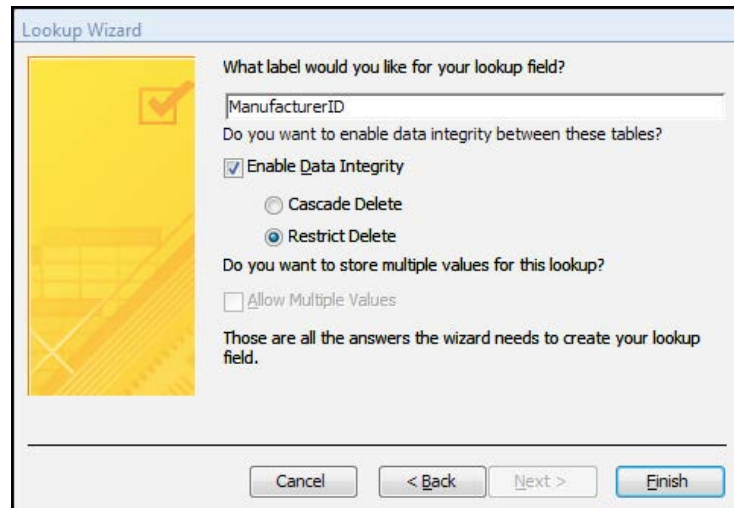 Lookup Wizard
What label would you like for your lookup field?
ManufacturerID
Do you want to enable data integrity between these tables?
Enable Data Integrity
Cascade Delete
Restrict Delete
Do you want to store multiple values for this lookup?
Allow Multiple Values
Those are all the answers the wizard needs to create your lookup
field.
Cancel < Back Next > Finish